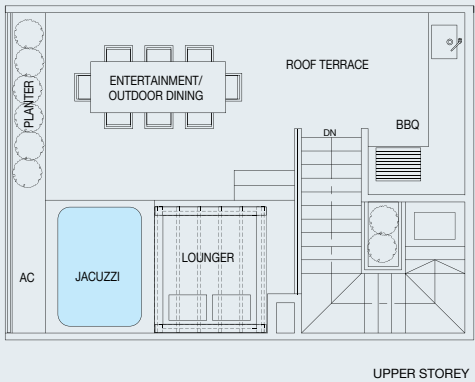 ROOF TERRACE
ENTERTAINMENT/
OUTDOOR DINING
PLANTER
BBQ
DN
LOUNGER
AC
JACUZZI
UPPER STOREY